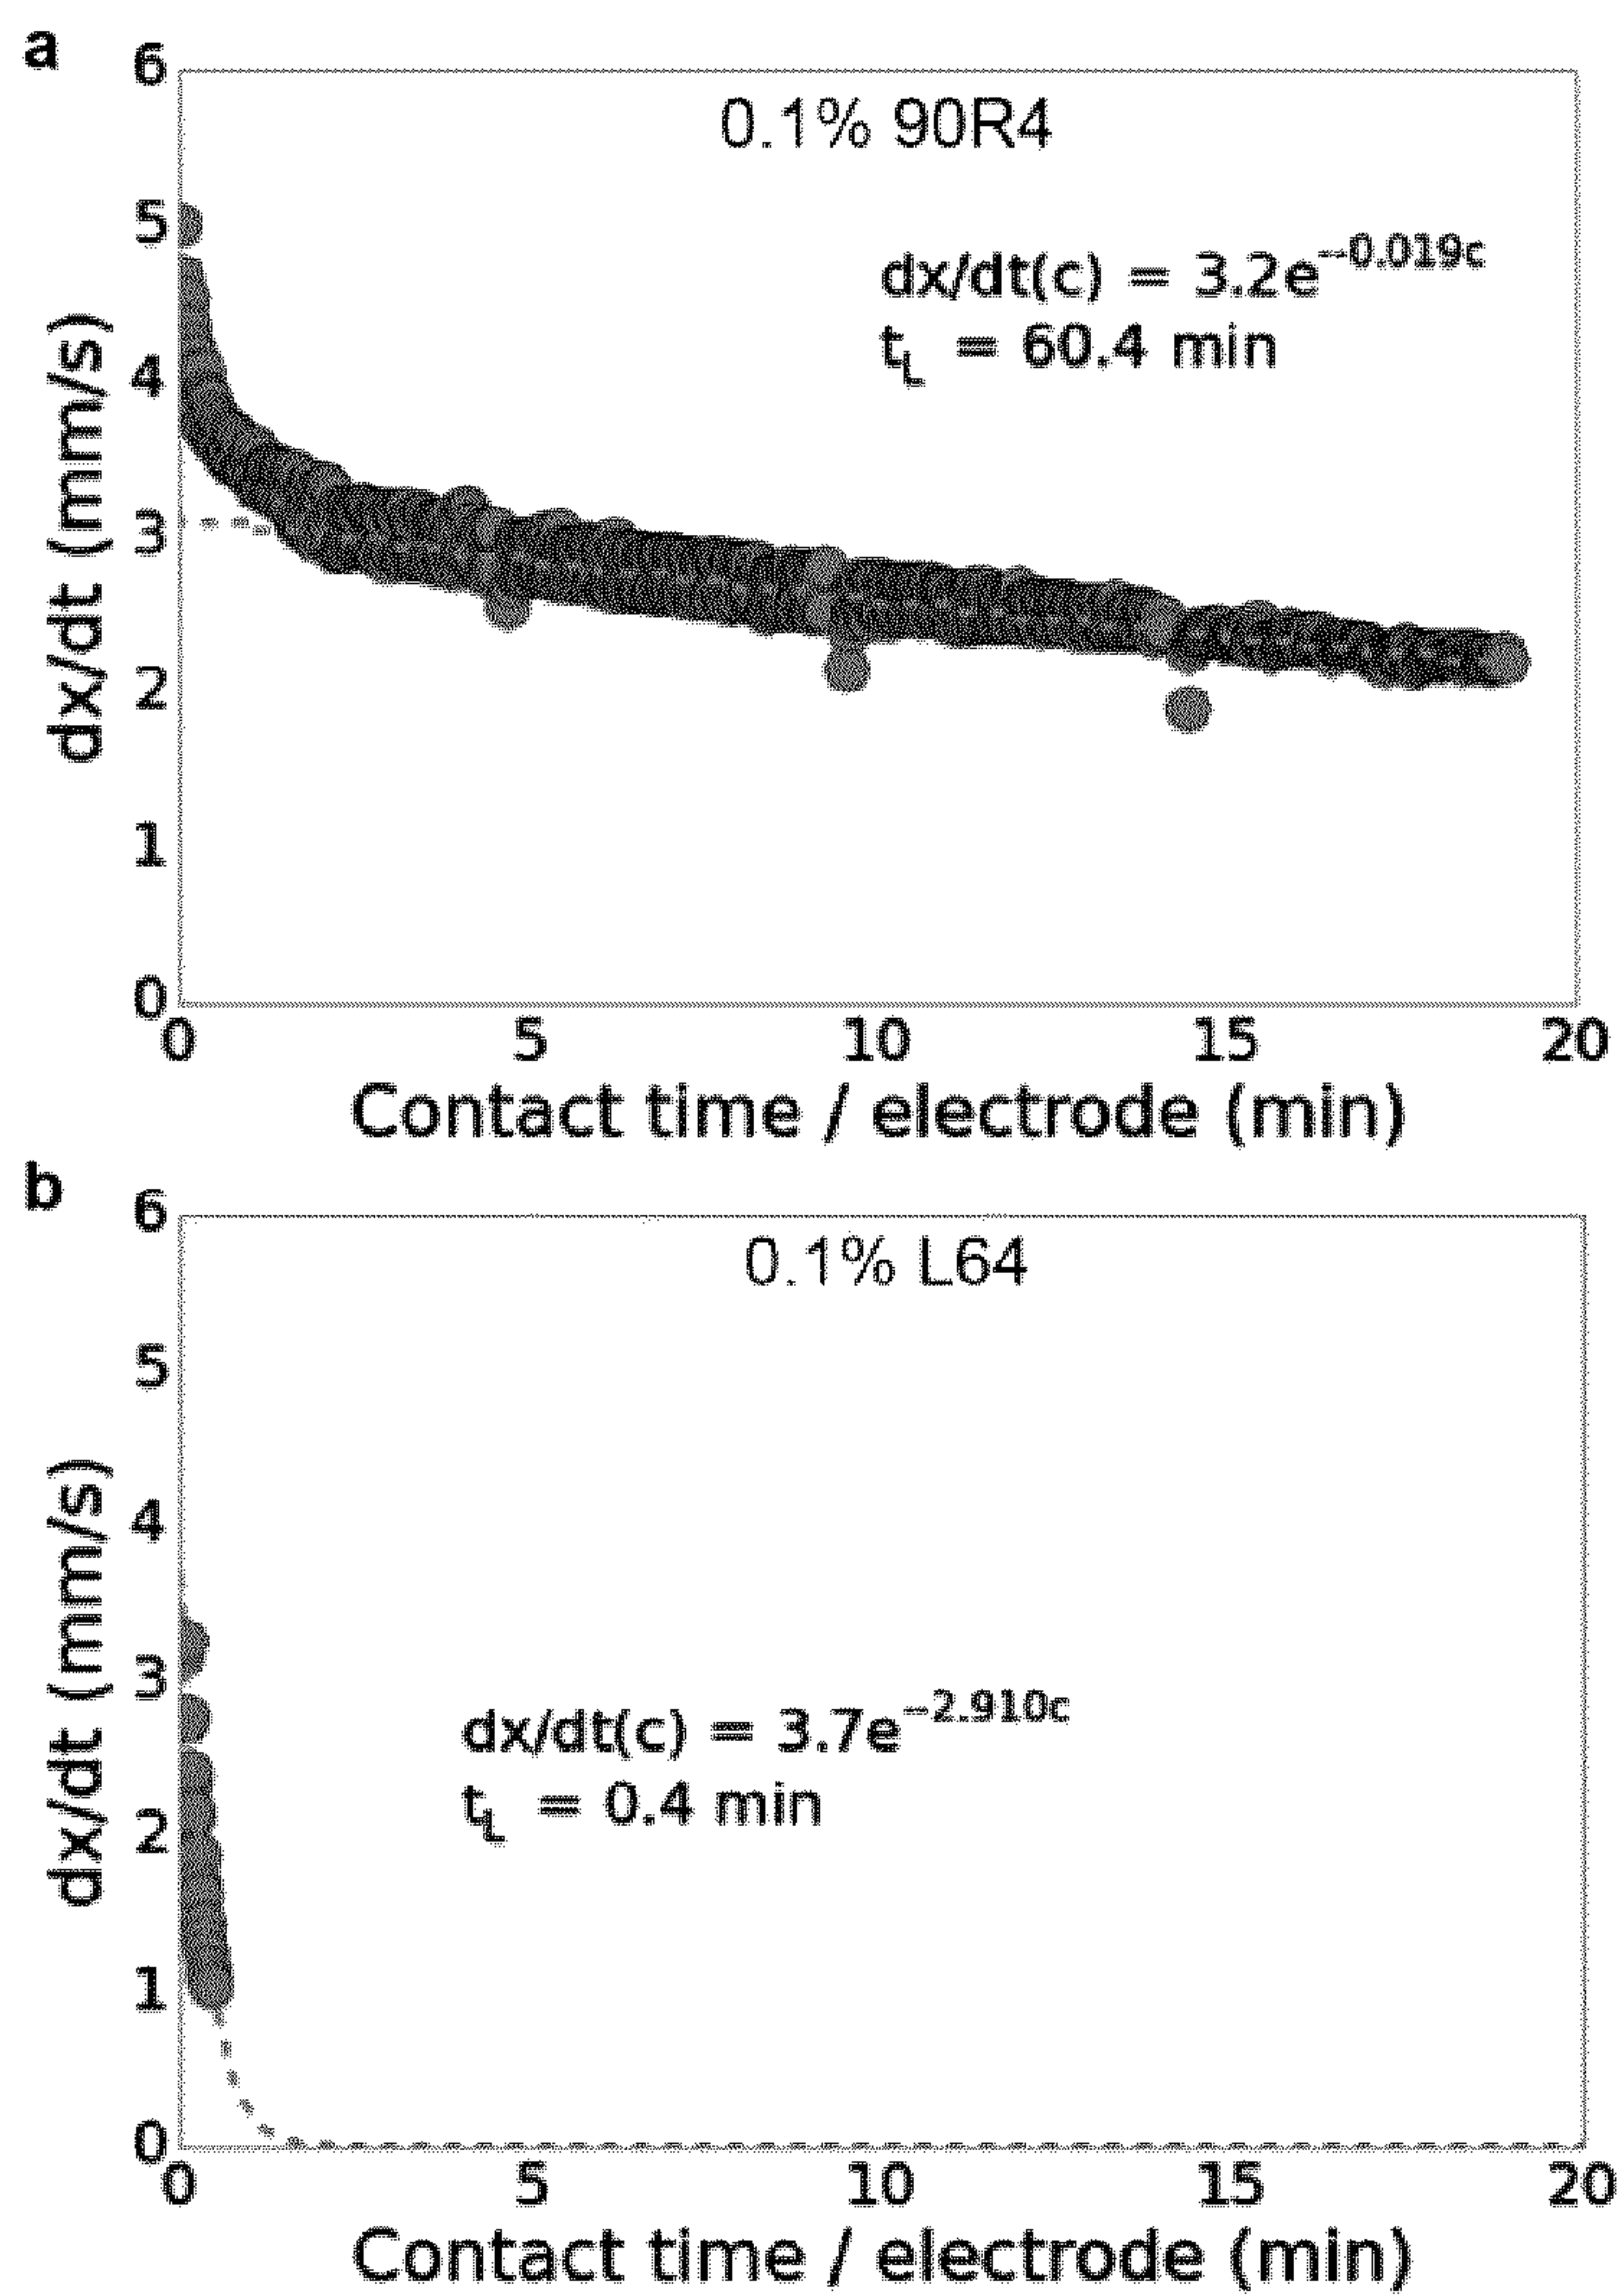 a
6
0.1% 90R4
5
dx/dt(c) = 3.2e^−0.019c
t_L = 60.4 min
4
dx/dt (mm/s)
3
2
1
0
0 5 10 15 20
Contact time / electrode (min)
b
6
0.1% L64
5
4
dx/dt (mm/s)
3
dx/dt(c) = 3.7e^−2.910c
t_L = 0.4 min
2
1
0
0 5 10 15 20
Contact time / electrode (min)